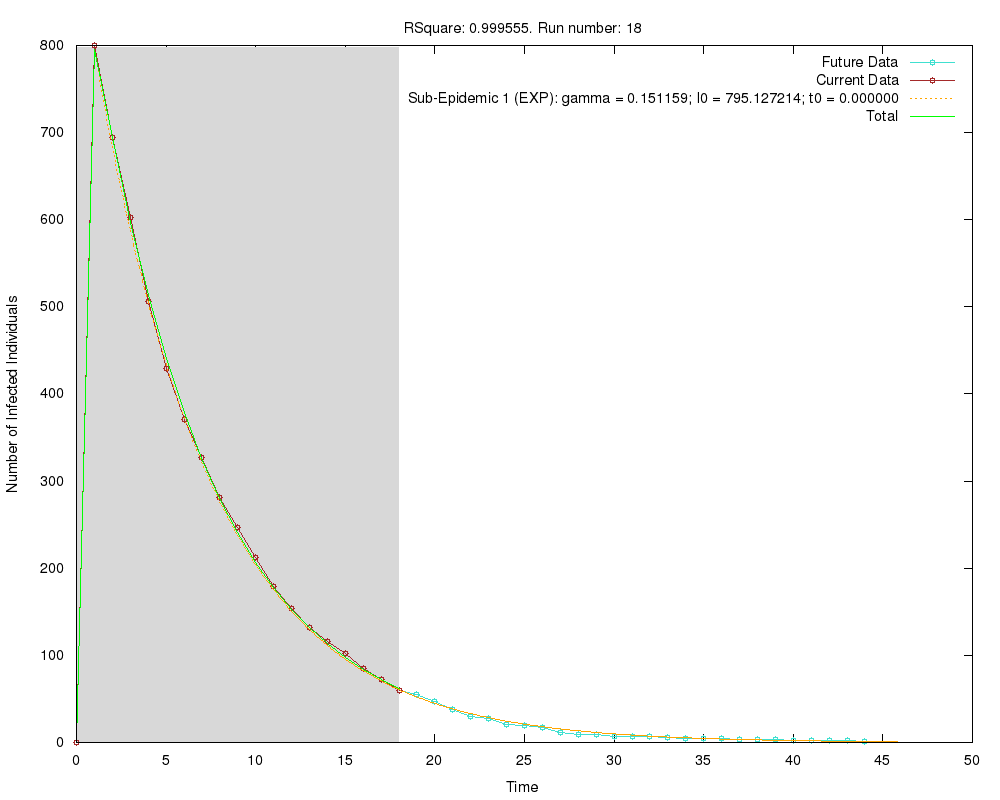 RSquare: 0.999555. Run number: 18
Future Data
Current Data
Sub-Epidemic 1 (EXP): gamma = 0.151159; I0 = 795.127214; t0 = 0.000000
Total
800
700
600
500
400
300
200
100
0
Number of Infected Individuals
0 5 10 15 20 25 30 35 40 45 50
Time